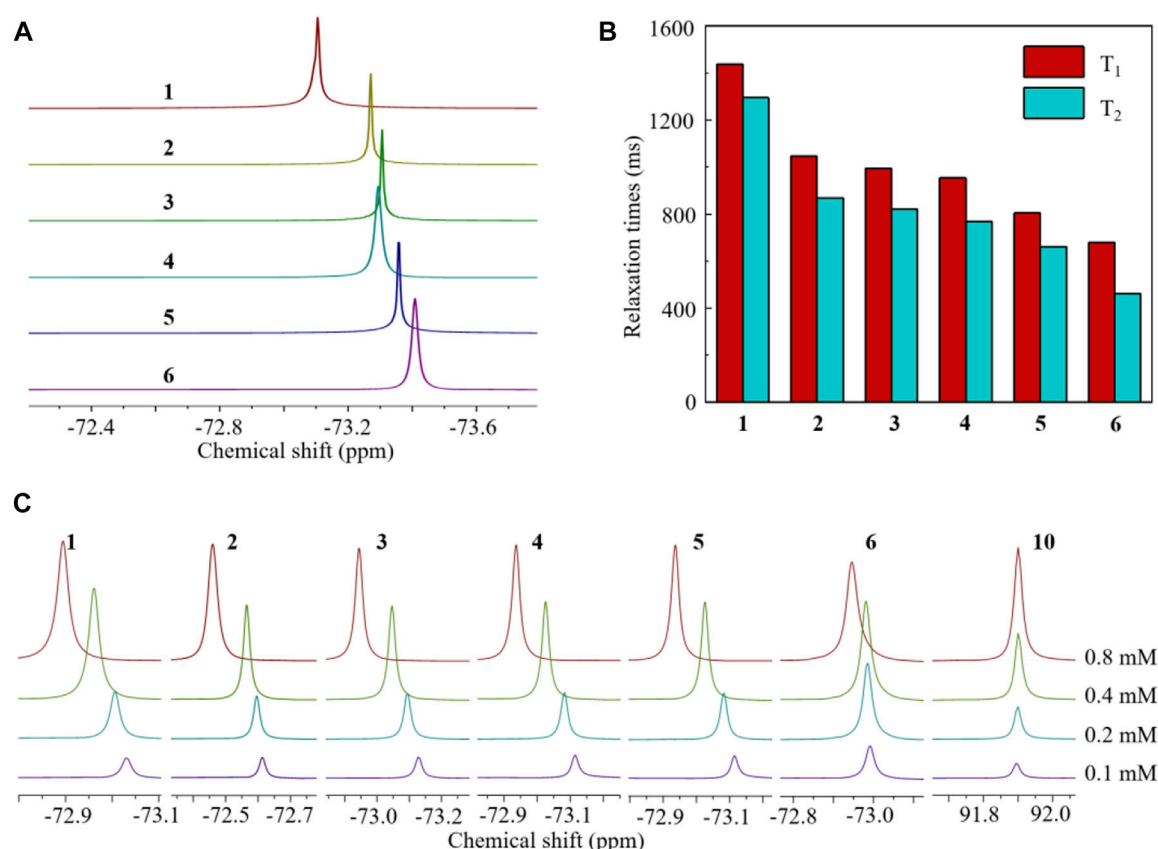 A
1
2
3
4
5
6
-72.4 -72.8 -73.2 -73.6
Chemical shift (ppm)
B
1600
1200
800
400
0
Relaxation times (ms)
T₁
T₂
1 2 3 4 5 6
C
1 2 3 4 5 6 10
0.8 mM
0.4 mM
0.2 mM
0.1 mM
-72.9 -73.1 -72.5 -72.7 -73.0 -73.2 -72.9 -73.1 -72.9 -73.1 -72.8 -73.0 91.8 92.0
Chemical shift (ppm)